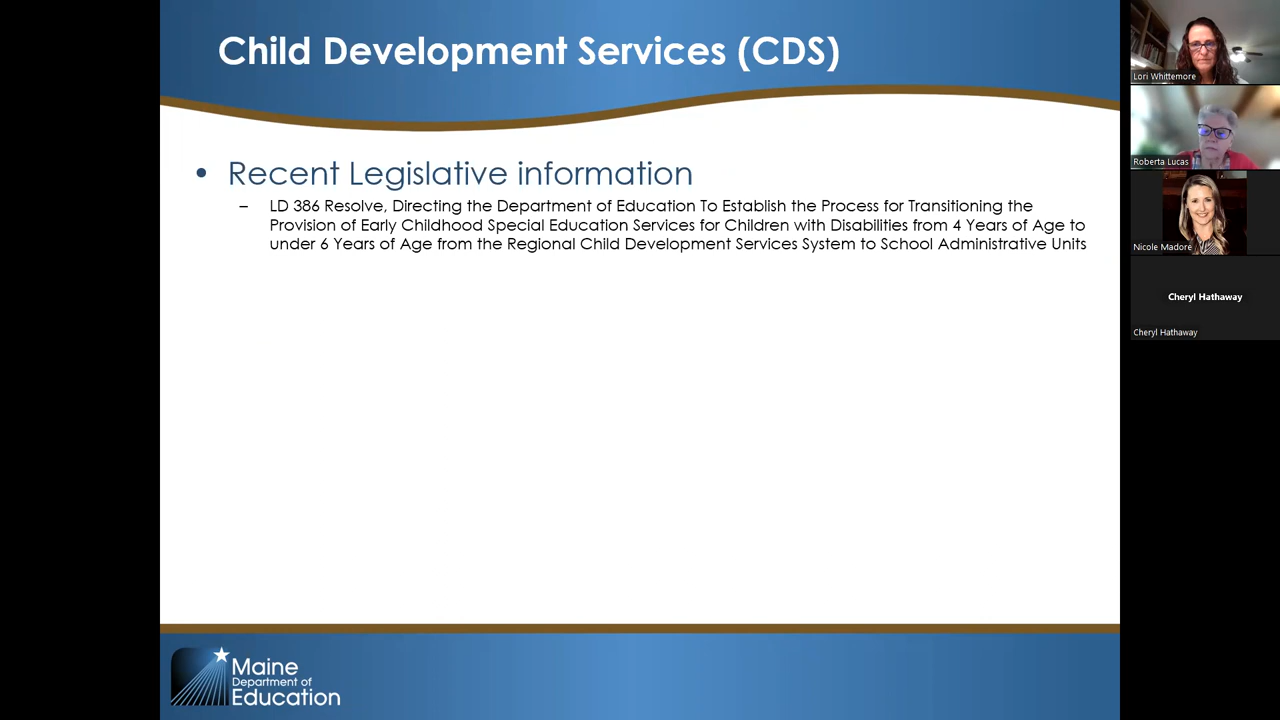 Child Development Services (CDS)
• Recent Legislative information
– LD 386 Resolve, Directing the Department of Education To Establish the Process for Transitioning the
Provision of Early Childhood Special Education Services for Children with Disabilities from 4 Years of Age to
under 6 Years of Age from the Regional Child Development Services System to School Administrative Units
Maine
Department of
Education
Lori Whittemore
Roberta Lucas
Nicole Madore
Cheryl Hathaway
Cheryl Hathaway